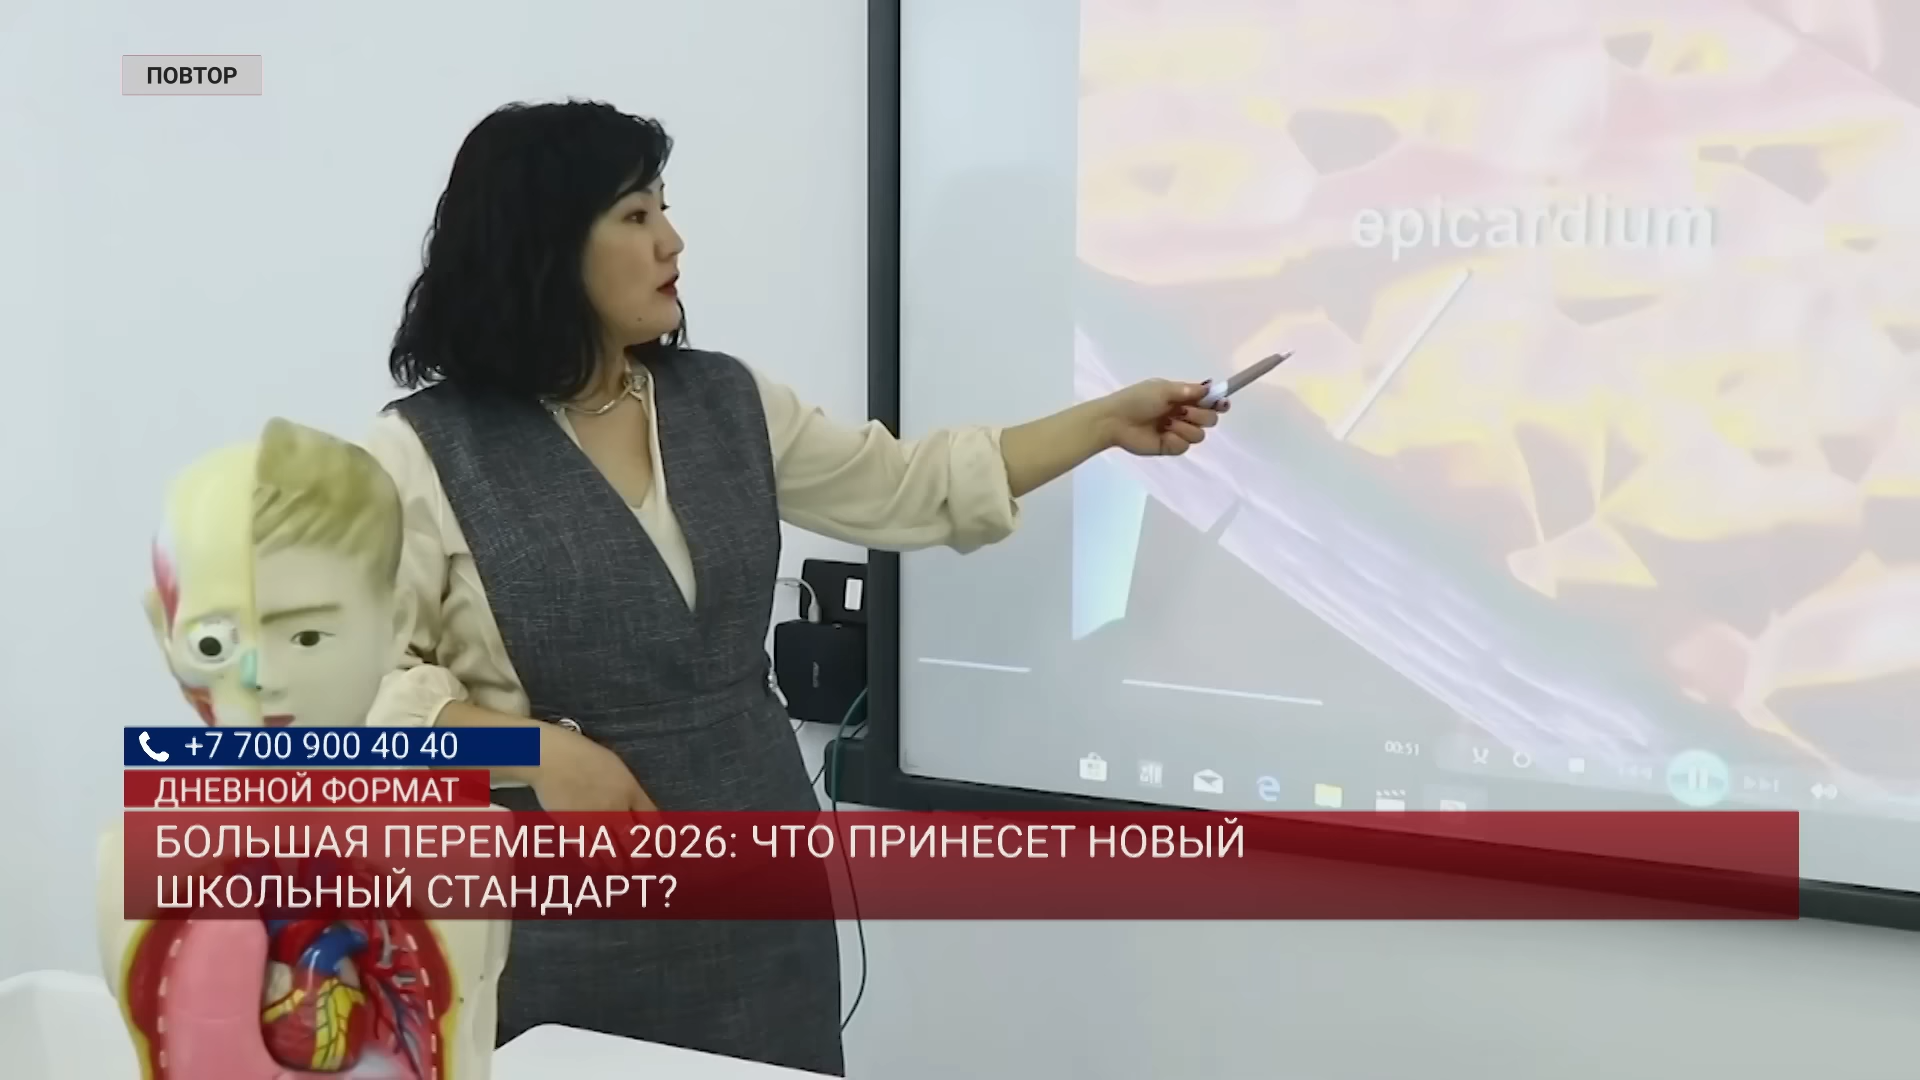 ПОВТОР
epicardium
00:51
+7 700 900 40 40
ДНЕВНОЙ ФОРМАТ
БОЛЬШАЯ ПЕРЕМЕНА 2026: ЧТО ПРИНЕСЕТ НОВЫЙ
ШКОЛЬНЫЙ СТАНДАРТ?